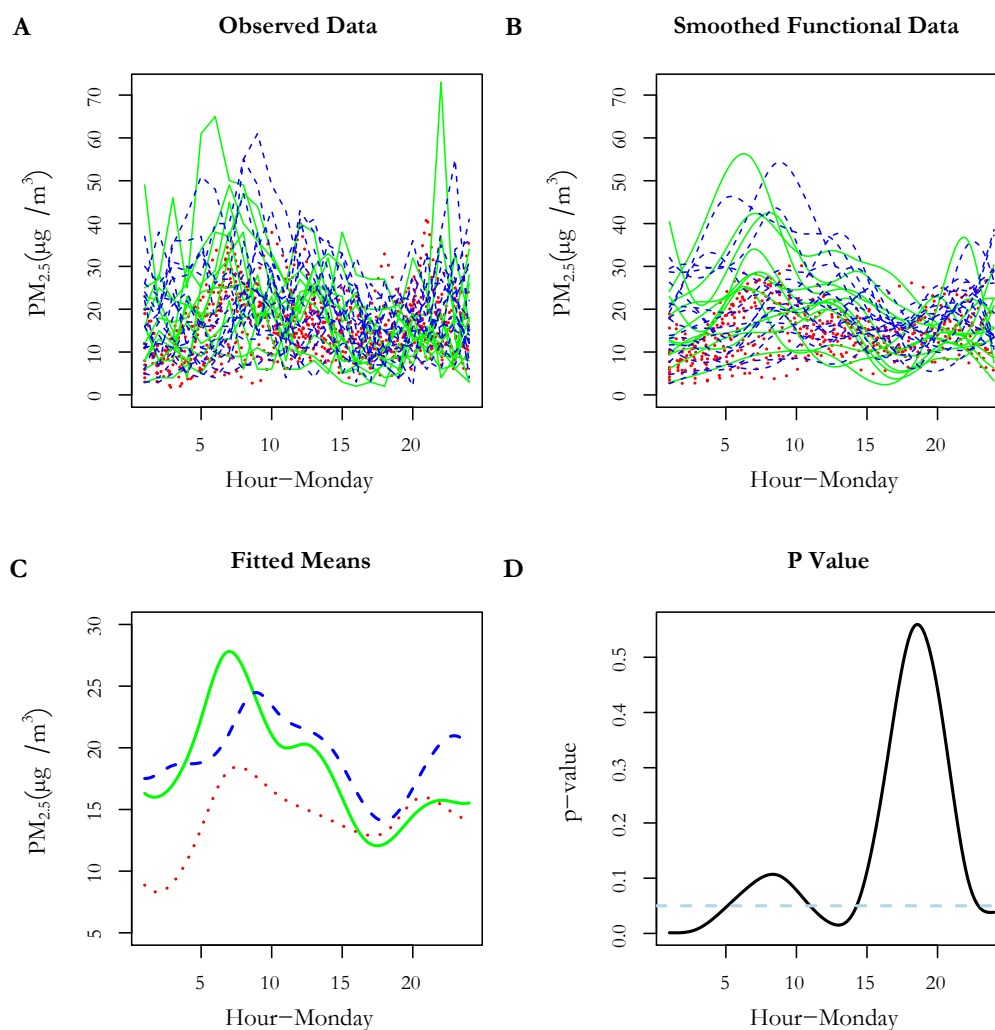 A
Observed Data
PM2.5(µg /m³)
0 10 20 30 40 50 60 70
5 10 15 20
Hour−Monday
B
Smoothed Functional Data
PM2.5(µg /m³)
0 10 20 30 40 50 60 70
5 10 15 20
Hour−Monday
C
Fitted Means
PM2.5(µg /m³)
5 10 15 20 25 30
5 10 15 20
Hour−Monday
D
P Value
p−value
0.0 0.1 0.2 0.3 0.4 0.5
5 10 15 20
Hour−Monday